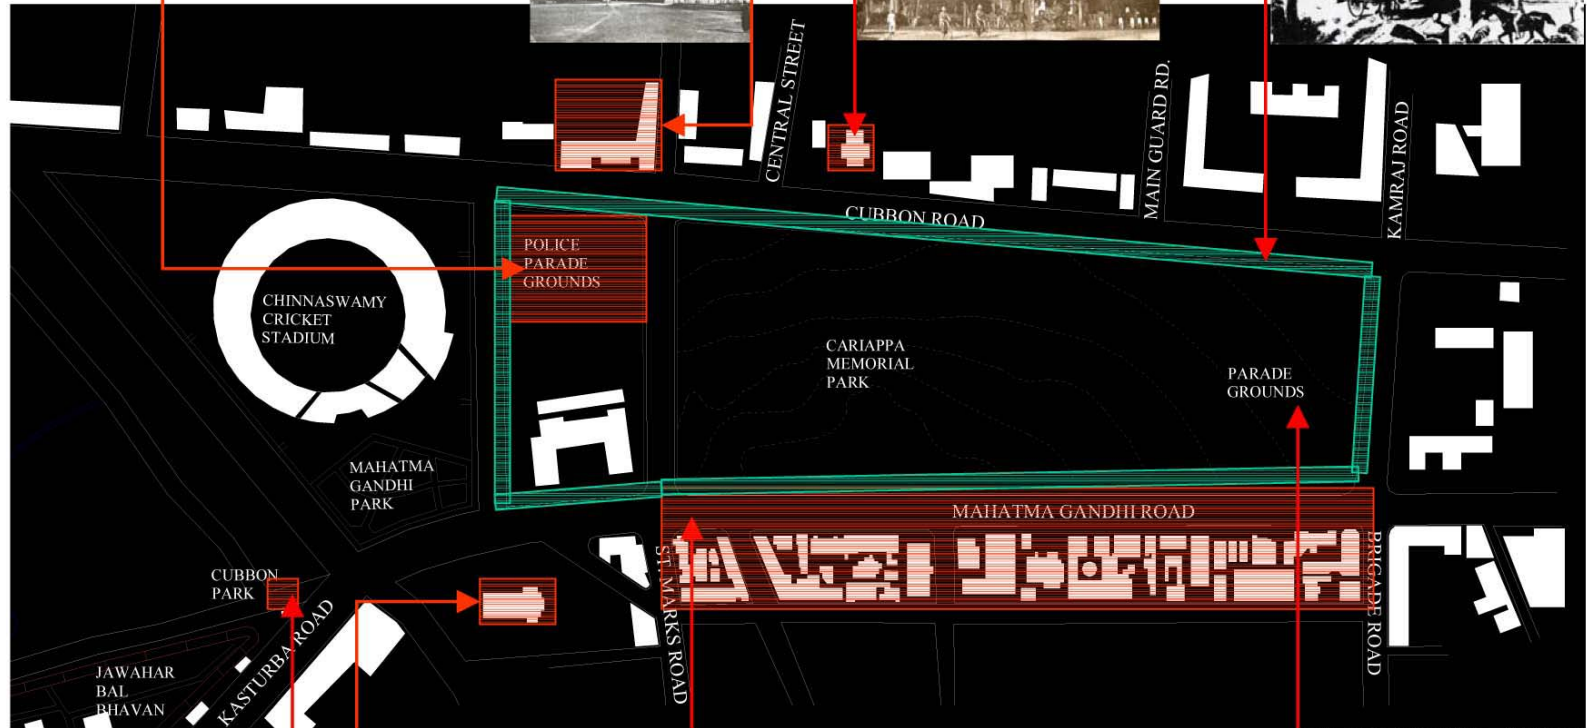 CENTRAL STREET
MAIN GUARD RD.
KAMRAJ ROAD
CUBBON ROAD
POLICE
PARADE
GROUNDS
CHINNASWAMY
CRICKET
STADIUM
CARIAPPA
MEMORIAL
PARK
PARADE
GROUNDS
MAHATMA
GANDHI
PARK
MAHATMA GANDHI ROAD
CUBBON
PARK
ST. MARKS ROAD
BRIGADE ROAD
KASTURBA ROAD
JAWAHAR
BAL
BHAVAN